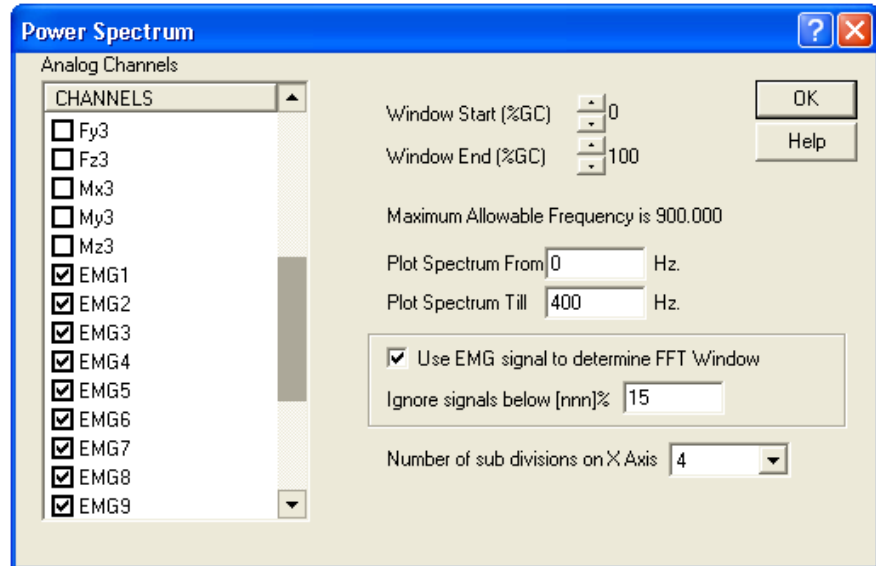 Power Spectrum
Analog Channels
CHANNELS
Fy3
Fz3
Mx3
My3
Mz3
EMG1
EMG2
EMG3
EMG4
EMG5
EMG6
EMG7
EMG8
EMG9
Window Start (%GC) 0
Window End (%GC) 100
Maximum Allowable Frequency is 900.000
Plot Spectrum From 0 Hz.
Plot Spectrum Till 400 Hz.
Use EMG signal to determine FFT Window
Ignore signals below [nnn]% 15
Number of sub divisions on X Axis 4
OK
Help